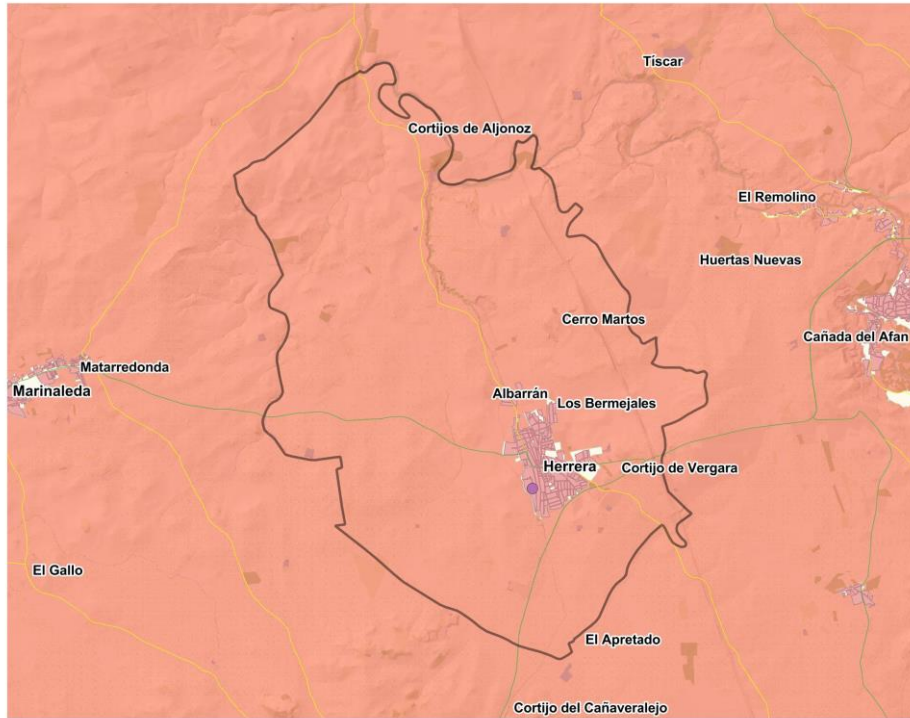 Tíscar
Cortijos de Aljonoz
El Remolino
Huertas Nuevas
Cerro Martos
Cañada del Afan
Matarredonda
Marinaleda
Albarrán
Los Bermejales
Herrera
Cortijo de Vergara
El Gallo
El Apretado
Cortijo del Cañaveralejo